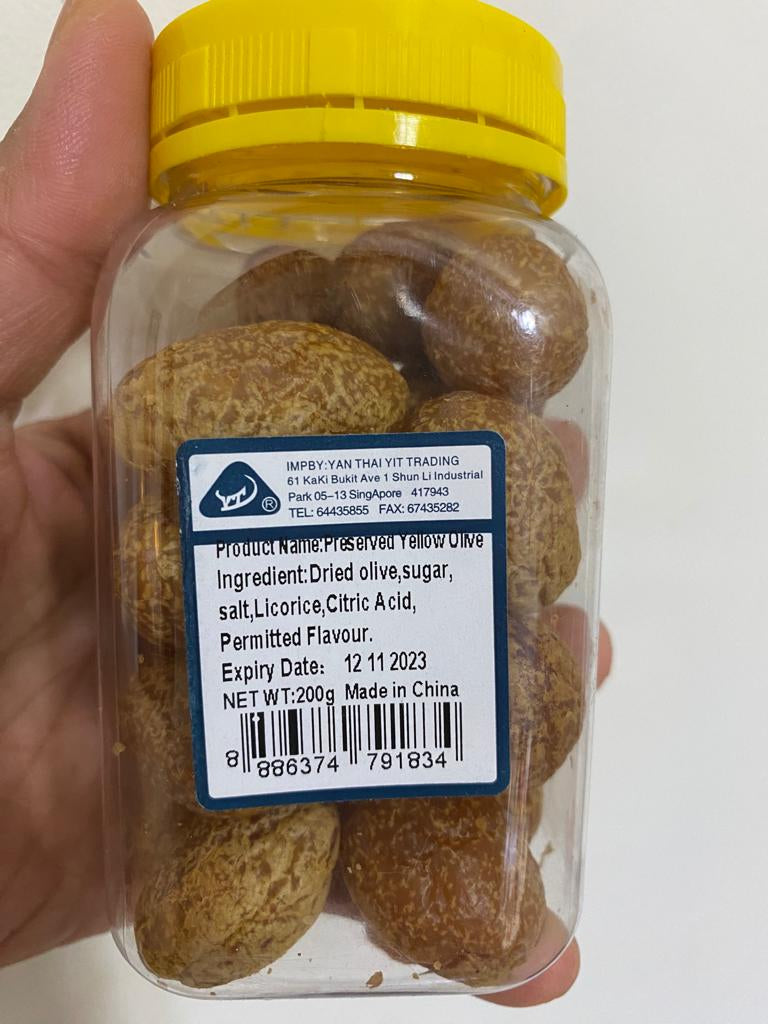 IMPBY:YAN THAI YIT TRADING
61 KaKi Bukit Ave 1 Shun Li Industrial
Park 05-13 SingApore 417943
TEL: 64435855 FAX: 67435282
®
Product Name:Preserved Yellow Olive
Ingredient:Dried olive,sugar,
salt,Licorice,Citric Acid,
Permitted Flavour.
Expiry Date: 12 11 2023
NET WT:200g Made in China
8 886374 791834